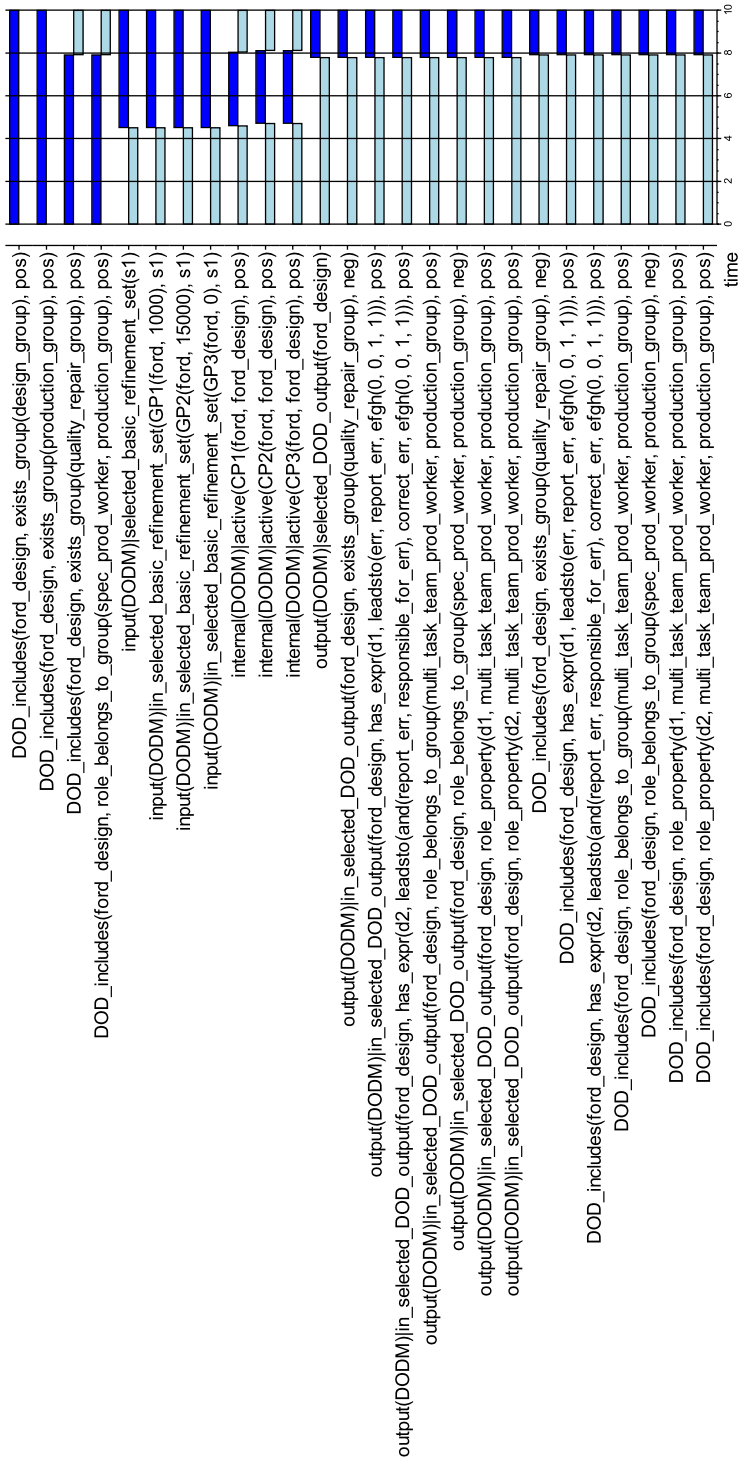 DOD_includes(ford_design, exists_group(design_group), pos)
DOD_includes(ford_design, exists_group(production_group), pos)
DOD_includes(ford_design, exists_group(quality_repair_group), pos)
DOD_includes(ford_design, role_belongs_to_group(spec_prod_worker, production_group), pos)
input(DODM)|selected_basic_refinement_set(s1)
input(DODM)|in_selected_basic_refinement_set(GP1(ford, 1000), s1)
input(DODM)|in_selected_basic_refinement_set(GP2(ford, 15000), s1)
input(DODM)|in_selected_basic_refinement_set(GP3(ford, 0), s1)
internal(DODM)|active(CP1(ford, ford_design), pos)
internal(DODM)|active(CP2(ford, ford_design), pos)
internal(DODM)|active(CP3(ford, ford_design), pos)
output(DODM)|selected_DOD_output(ford_design)
output(DODM)|in_selected_DOD_output(ford_design, exists_group(quality_repair_group), neg)
output(DODM)|in_selected_DOD_output(ford_design, has_expr(d1, leadsto(err, report_err, efgh(0, 0, 1, 1))), pos)
output(DODM)|in_selected_DOD_output(ford_design, has_expr(d2, leadsto(and(report_err, responsible_for_err), correct_err, efgh(0, 0, 1, 1))), pos)
output(DODM)|in_selected_DOD_output(ford_design, role_belongs_to_group(multi_task_team_prod_worker, production_group), pos)
output(DODM)|in_selected_DOD_output(ford_design, role_belongs_to_group(spec_prod_worker, production_group), neg)
output(DODM)|in_selected_DOD_output(ford_design, role_property(d1, multi_task_team_prod_worker, production_group), pos)
output(DODM)|in_selected_DOD_output(ford_design, role_property(d2, multi_task_team_prod_worker, production_group), pos)
DOD_includes(ford_design, exists_group(quality_repair_group), neg)
DOD_includes(ford_design, has_expr(d1, leadsto(err, report_err, efgh(0, 0, 1, 1))), pos)
DOD_includes(ford_design, has_expr(d2, leadsto(and(report_err, responsible_for_err), correct_err, efgh(0, 0, 1, 1))), pos)
DOD_includes(ford_design, role_belongs_to_group(multi_task_team_prod_worker, production_group), pos)
DOD_includes(ford_design, role_belongs_to_group(spec_prod_worker, production_group), neg)
DOD_includes(ford_design, role_property(d1, multi_task_team_prod_worker, production_group), pos)
DOD_includes(ford_design, role_property(d2, multi_task_team_prod_worker, production_group), pos)
time 0 2 4 6 8 10